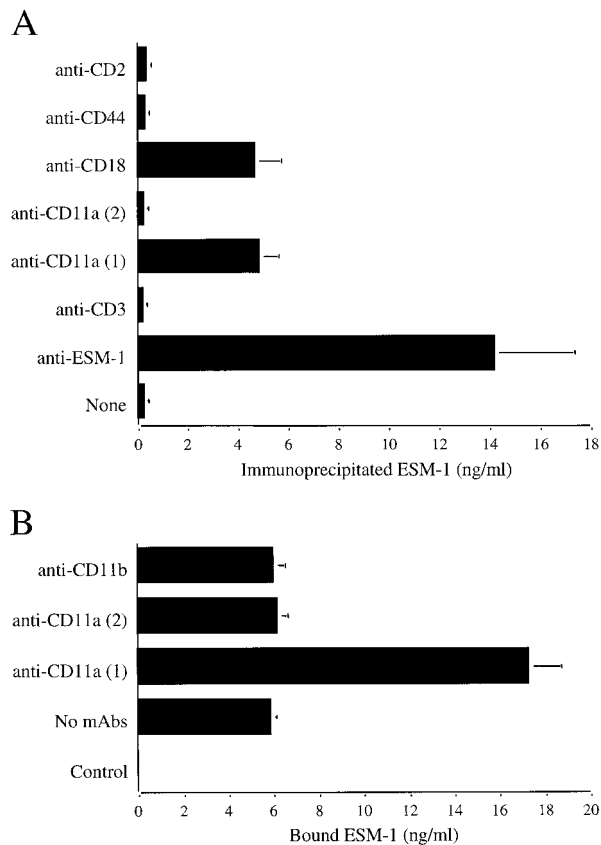 A
anti-CD2
anti-CD44
anti-CD18
anti-CD11a (2)
anti-CD11a (1)
anti-CD3
anti-ESM-1
None
0 2 4 6 8 10 12 14 16 18
Immunoprecipitated ESM-1 (ng/ml)
B
anti-CD11b
anti-CD11a (2)
anti-CD11a (1)
No mAbs
Control
0 2 4 6 8 10 12 14 16 18 20
Bound ESM-1 (ng/ml)